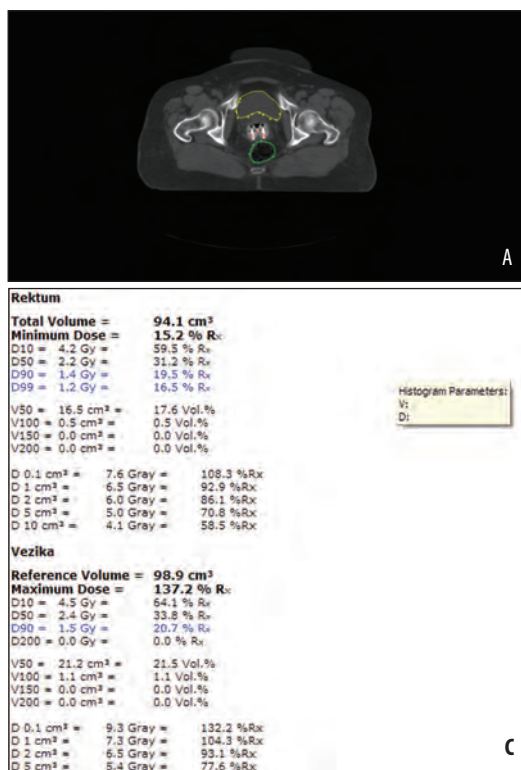 A
Rektum
Total Volume = 94.1 cm³
Minimum Dose = 15.2 % Rx
D10 = 4.2 Gy = 59.5 % Rx
D50 = 2.2 Gy = 31.2 % Rx
D90 = 1.4 Gy = 19.5 % Rx
D99 = 1.2 Gy = 16.5 % Rx
V50 = 16.5 cm³ = 17.6 Vol.%
V100 = 0.5 cm³ = 0.5 Vol.%
V150 = 0.0 cm³ = 0.0 Vol.%
V200 = 0.0 cm³ = 0.0 Vol.%
D 0.1 cm³ = 7.6 Gray = 108.3 %Rx
D 1 cm³ = 6.5 Gray = 92.9 %Rx
D 2 cm³ = 6.0 Gray = 86.1 %Rx
D 5 cm³ = 5.0 Gray = 70.8 %Rx
D 10 cm³ = 4.1 Gray = 58.5 %Rx
Histogram Parameters:
V:
D:
Vezika
Reference Volume = 98.9 cm³
Maximum Dose = 137.2 % Rx
D10 = 4.5 Gy = 64.1 % Rx
D50 = 2.4 Gy = 33.8 % Rx
D90 = 1.5 Gy = 20.7 % Rx
D200 = 0.0 Gy = 0.0 % Rx
V50 = 21.2 cm³ = 21.5 Vol.%
V100 = 1.1 cm³ = 1.1 Vol.%
V150 = 0.0 cm³ = 0.0 Vol.%
V200 = 0.0 cm³ = 0.0 Vol.%
D 0.1 cm³ = 9.3 Gray = 132.2 %Rx
D 1 cm³ = 7.3 Gray = 104.3 %Rx
D 2 cm³ = 6.5 Gray = 93.1 %Rx
D 5 cm³ = 5.4 Gray = 77.6 %Rx
C